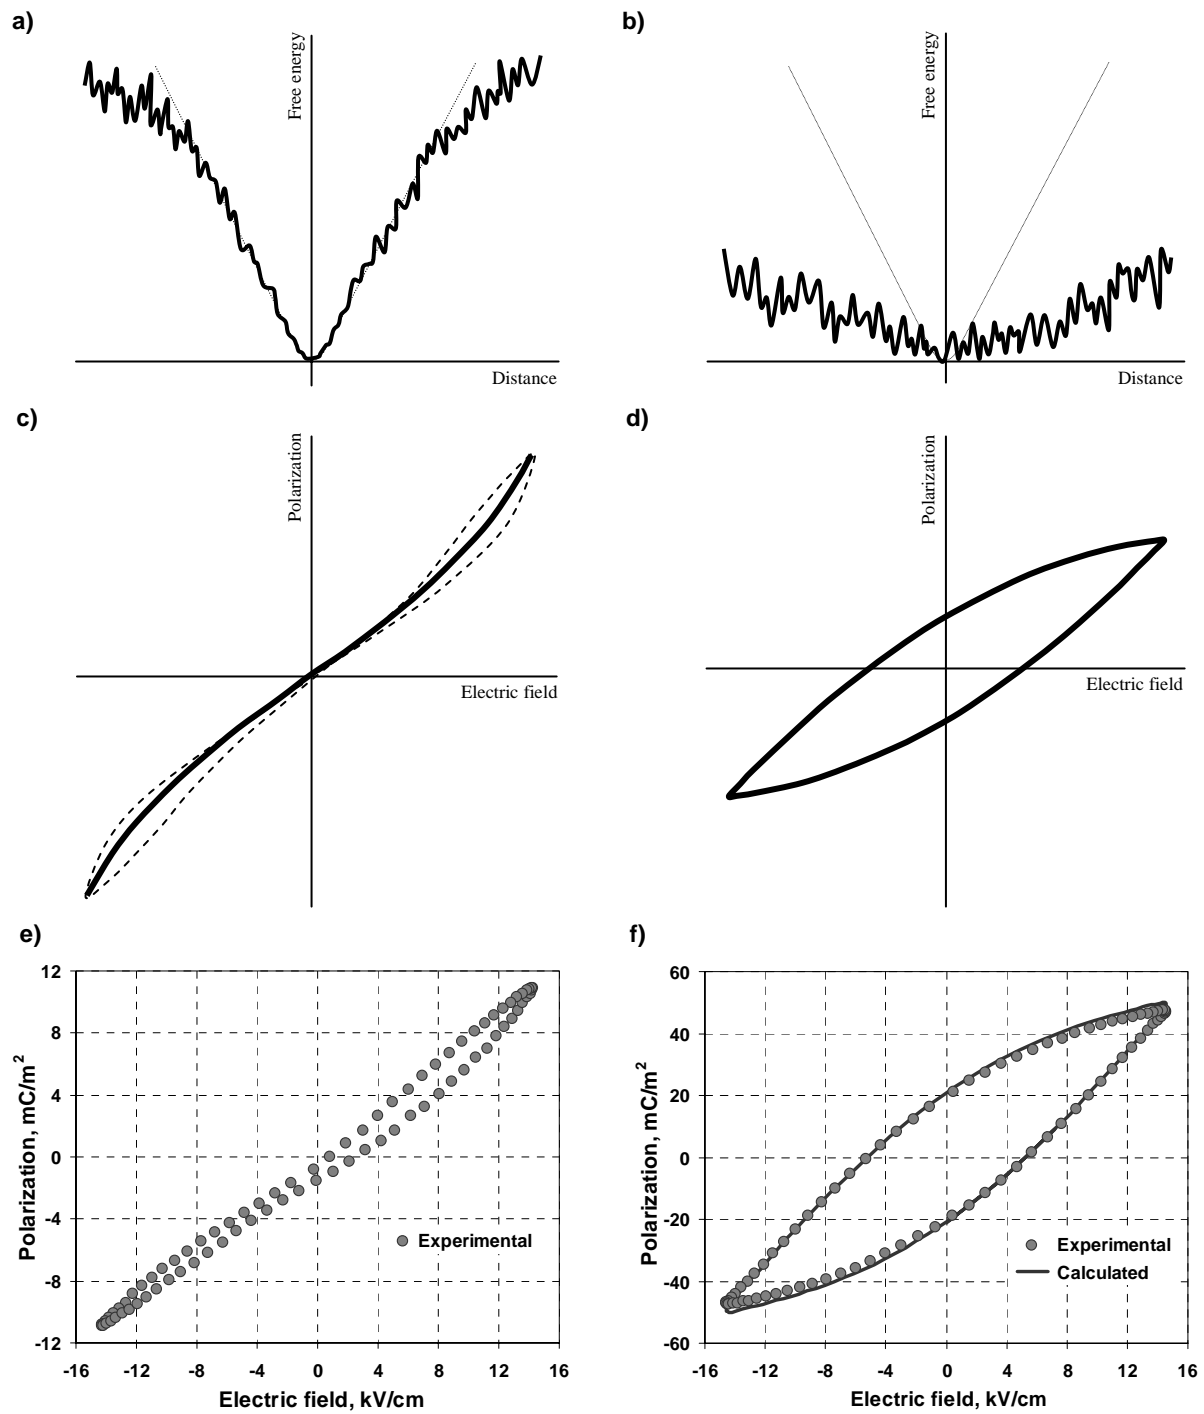 a)
Free energy
Distance
b)
Free energy
Distance
c)
Polarization
Electric field
d)
Polarization
Electric field
e)
12
8
4
0
-4
-8
-12
Polarization, mC/m²
Experimental
-16 -12 -8 -4 0 4 8 12 16
Electric field, kV/cm
f)
60
40
20
0
-20
-40
-60
Polarization, mC/m²
Experimental
Calculated
-16 -12 -8 -4 0 4 8 12 16
Electric field, kV/cm